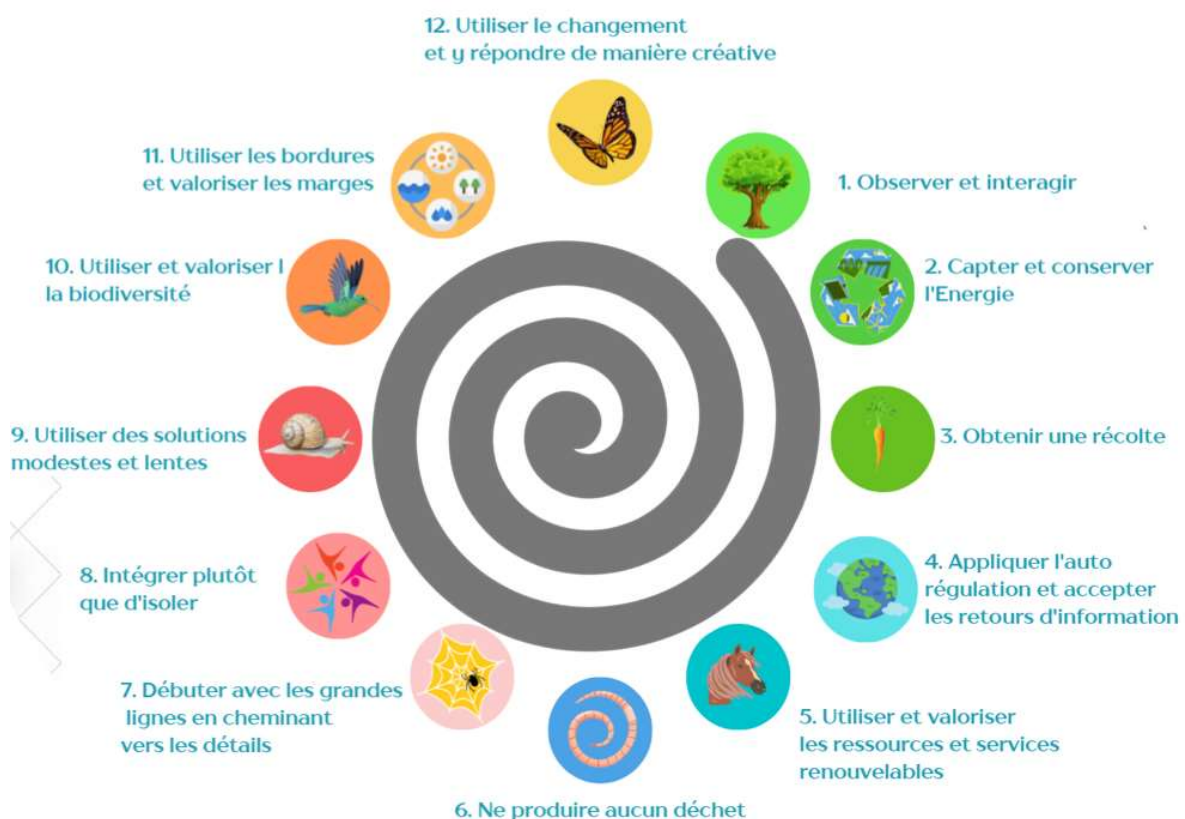 12. Utiliser le changement
et y répondre de manière créative
1. Observer et interagir
2. Capter et conserver
l'Energie
3. Obtenir une récolte
4. Appliquer l'auto
régulation et accepter
les retours d'information
5. Utiliser et valoriser
les ressources et services
renouvelables
6. Ne produire aucun déchet
7. Débuter avec les grandes
lignes en cheminant
vers les détails
8. Intégrer plutôt
que d'isoler
9. Utiliser des solutions
modestes et lentes
10. Utiliser et valoriser l
la biodiversité
11. Utiliser les bordures
et valoriser les marges